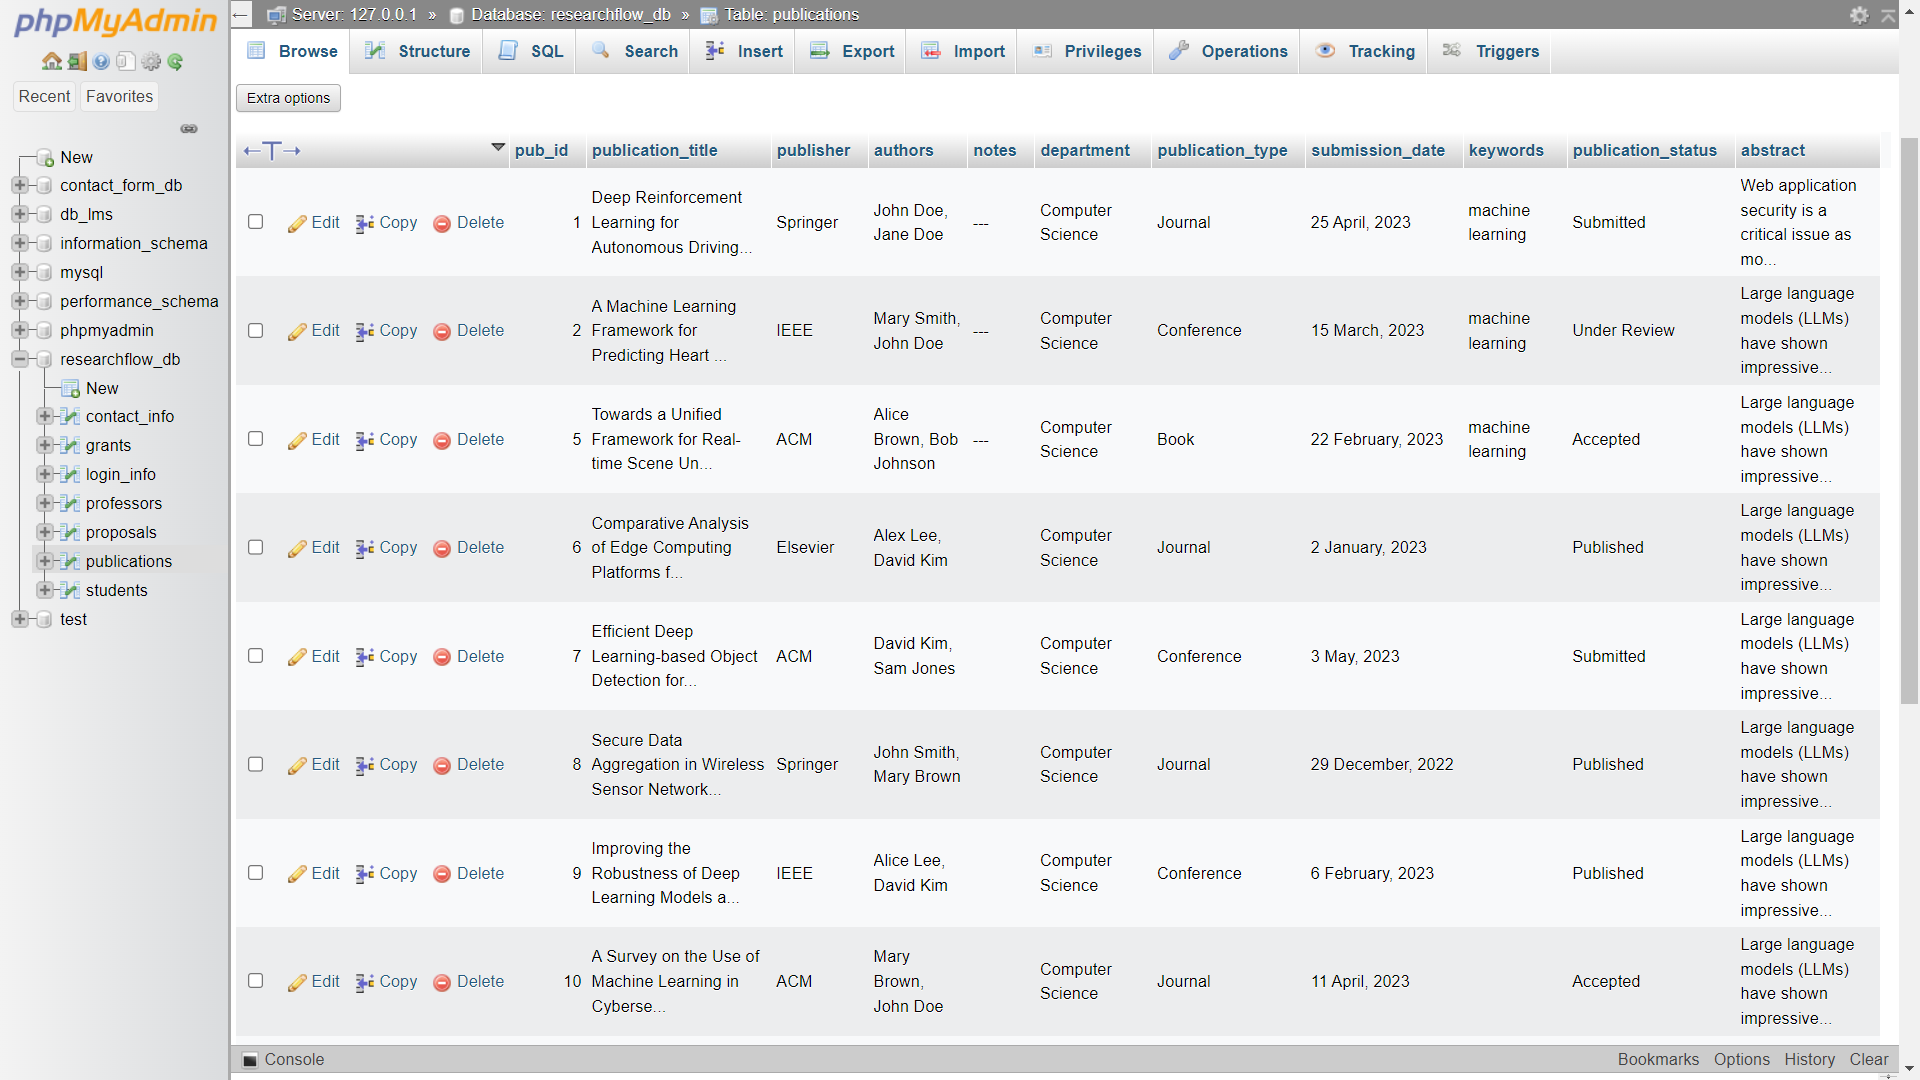 phpMyAdmin
Recent Favorites
New
contact_form_db
db_lms
information_schema
mysql
performance_schema
phpmyadmin
researchflow_db
New
contact_info
grants
login_info
professors
proposals
publications
students
test
Server: 127.0.0.1 » Database: researchflow_db » Table: publications
Browse Structure SQL Search Insert Export Import Privileges Operations Tracking Triggers
Extra options
pub_id publication_title publisher authors notes department publication_type submission_date keywords publication_status abstract
Edit Copy Delete 1
Deep Reinforcement
Learning for
Autonomous Driving...
Springer
John Doe,
Jane Doe
---
Computer
Science
Journal
25 April, 2023
machine
learning
Submitted
Web application
security is a
critical issue as
mo...
Edit Copy Delete 2
A Machine Learning
Framework for
Predicting Heart ...
IEEE
Mary Smith,
John Doe
---
Computer
Science
Conference
15 March, 2023
machine
learning
Under Review
Large language
models (LLMs)
have shown
impressive...
Edit Copy Delete 5
Towards a Unified
Framework for Real-
time Scene Un...
ACM
Alice
Brown, Bob
Johnson
---
Computer
Science
Book
22 February, 2023
machine
learning
Accepted
Large language
models (LLMs)
have shown
impressive...
Edit Copy Delete 6
Comparative Analysis
of Edge Computing
Platforms f...
Elsevier
Alex Lee,
David Kim
Computer
Science
Journal
2 January, 2023
Published
Large language
models (LLMs)
have shown
impressive...
Edit Copy Delete 7
Efficient Deep
Learning-based Object
Detection for...
ACM
David Kim,
Sam Jones
Computer
Science
Conference
3 May, 2023
Submitted
Large language
models (LLMs)
have shown
impressive...
Edit Copy Delete 8
Secure Data
Aggregation in Wireless
Sensor Network...
Springer
John Smith,
Mary Brown
Computer
Science
Journal
29 December, 2022
Published
Large language
models (LLMs)
have shown
impressive...
Edit Copy Delete 9
Improving the
Robustness of Deep
Learning Models a...
IEEE
Alice Lee,
David Kim
Computer
Science
Conference
6 February, 2023
Published
Large language
models (LLMs)
have shown
impressive...
Edit Copy Delete 10
A Survey on the Use of
Machine Learning in
Cyberse...
ACM
Mary
Brown,
John Doe
Computer
Science
Journal
11 April, 2023
Accepted
Large language
models (LLMs)
have shown
impressive...
Console Bookmarks Options History Clear